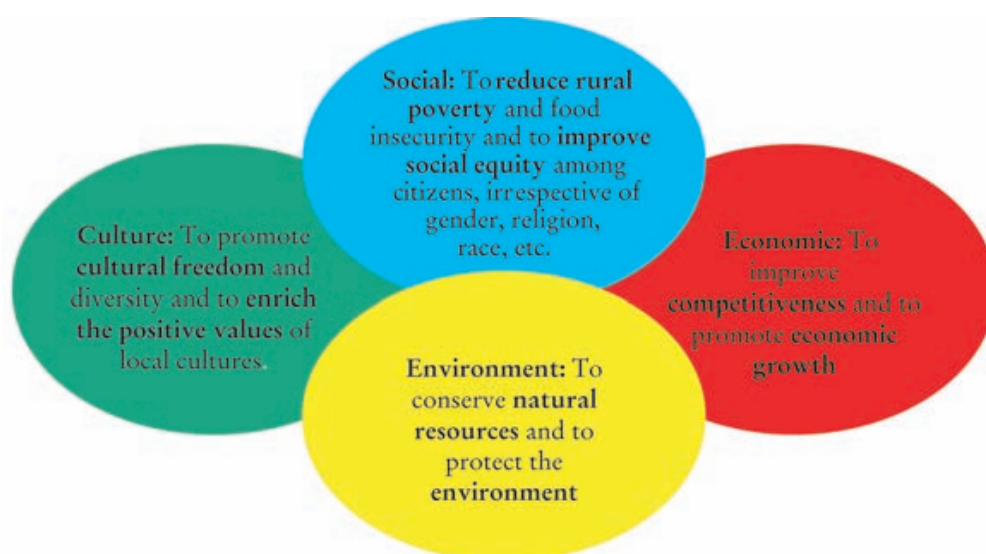 Social: To reduce rural
poverty and food
insecurity and to improve
social equity among
citizens, irrespective of
gender, religion,
race, etc.
Culture: To promote
cultural freedom and
diversity and to enrich
the positive values of
local cultures.
Economic: To
improve
competitiveness and to
promote economic
growth
Environment: To
conserve natural
resources and to
protect the
environment